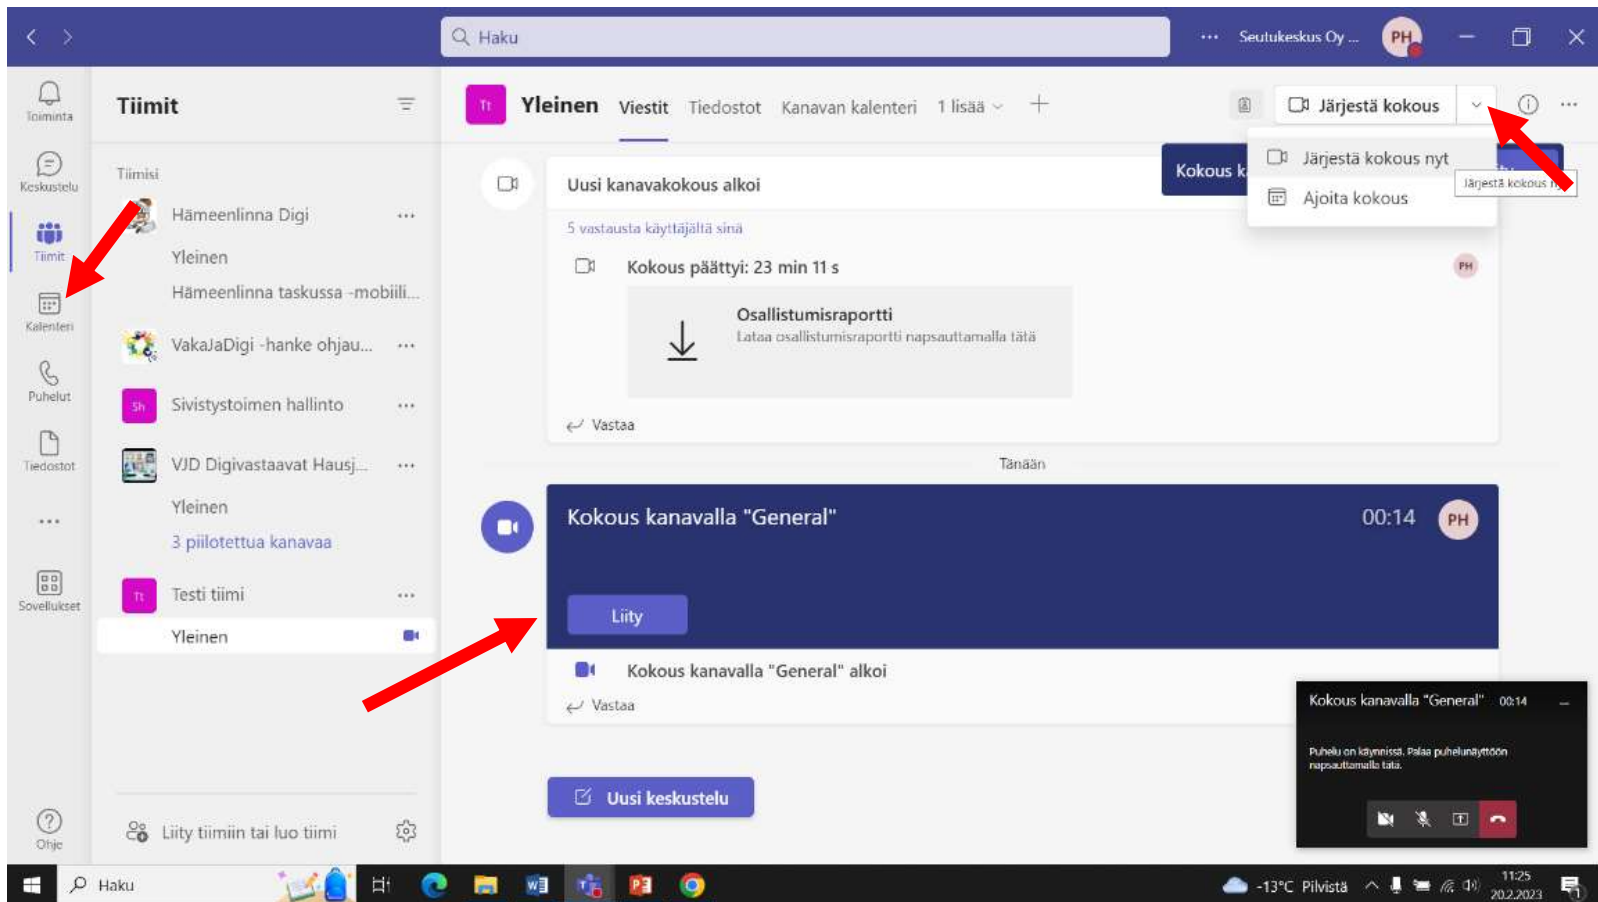 Haku
Seutukeskus Oy ...
PH
Toiminta
Keskustelu
Tiimit
Kalenteri
Puhelut
Tiedostot
Sovellukset
Ohje
Tiimit
Tiimisi
Hämeenlinna Digi
Yleinen
Hämeenlinna taskussa -mobiili...
VakaJaDigi -hanke ohjau...
Sh
Sivistystoimen hallinto
VJD Digivastaavat Hausj...
Yleinen
3 piilotettua kanavaa
Tt
Testi tiimi
Yleinen
Liity tiimiin tai luo tiimi
Tt
Yleinen
Viestit
Tiedostot
Kanavan kalenteri
1 lisää
Järjestä kokous
Järjestä kokous nyt
Ajoita kokous
Järjestä kokous
Kokous k
Uusi kanavakokous alkoi
5 vastausta käyttäjältä sinä
Kokous päättyi: 23 min 11 s
PH
Osallistumisraportti
Lataa osallistumisraportti napsauttamalla tätä
Vastaa
Tänään
Kokous kanavalla "General"
00:14
PH
Liity
Kokous kanavalla "General" alkoi
Vastaa
Uusi keskustelu
Kokous kanavalla "General" 00:14
Puhelu on käynnissä. Palaa puhelunäyttöön
napsauttamalla tätä.
Haku
-13°C Pilvistä
11:25
20.2.2023